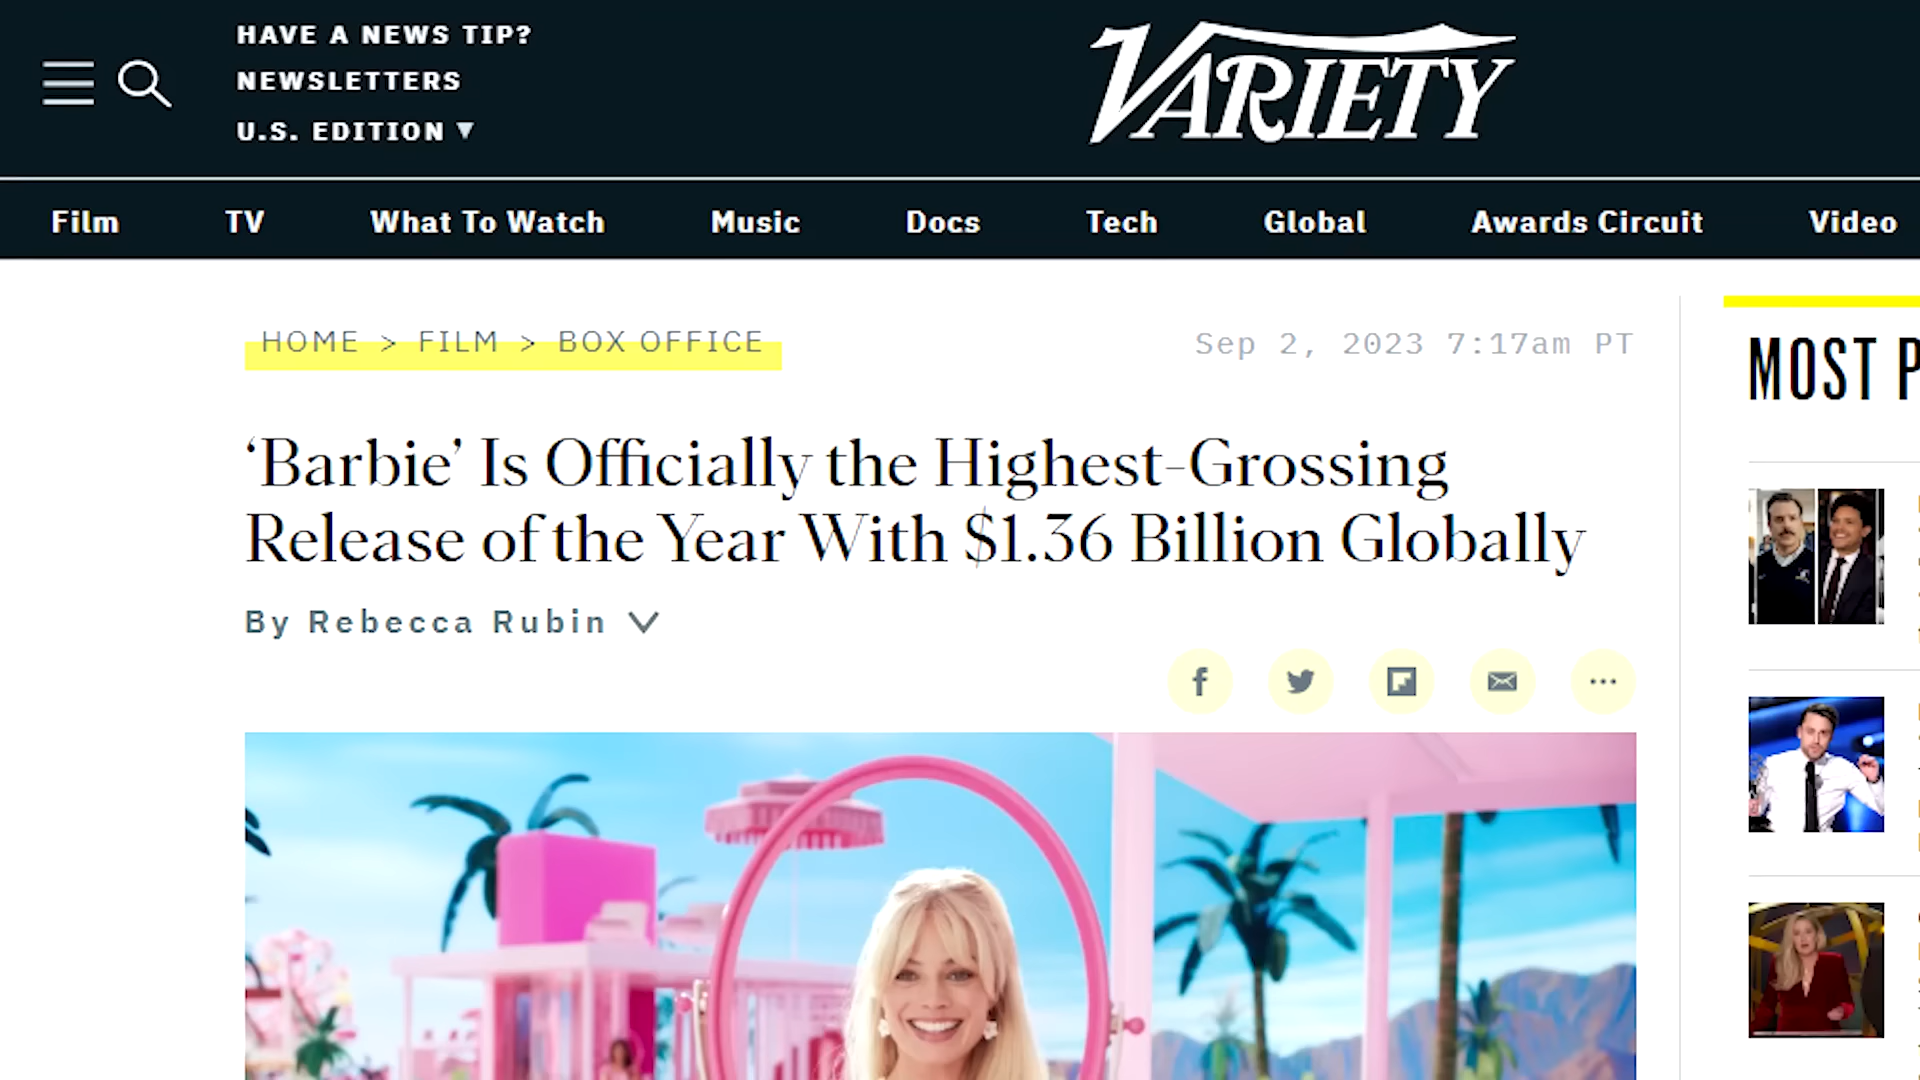 HAVE A NEWS TIP?
NEWSLETTERS
U.S. EDITION ▼
VARIETY
Film TV What To Watch Music Docs Tech Global Awards Circuit Video
HOME > FILM > BOX OFFICE
Sep 2, 2023 7:17am PT
‘Barbie’ Is Officially the Highest-Grossing
Release of the Year With $1.36 Billion Globally
By Rebecca Rubin
MOST